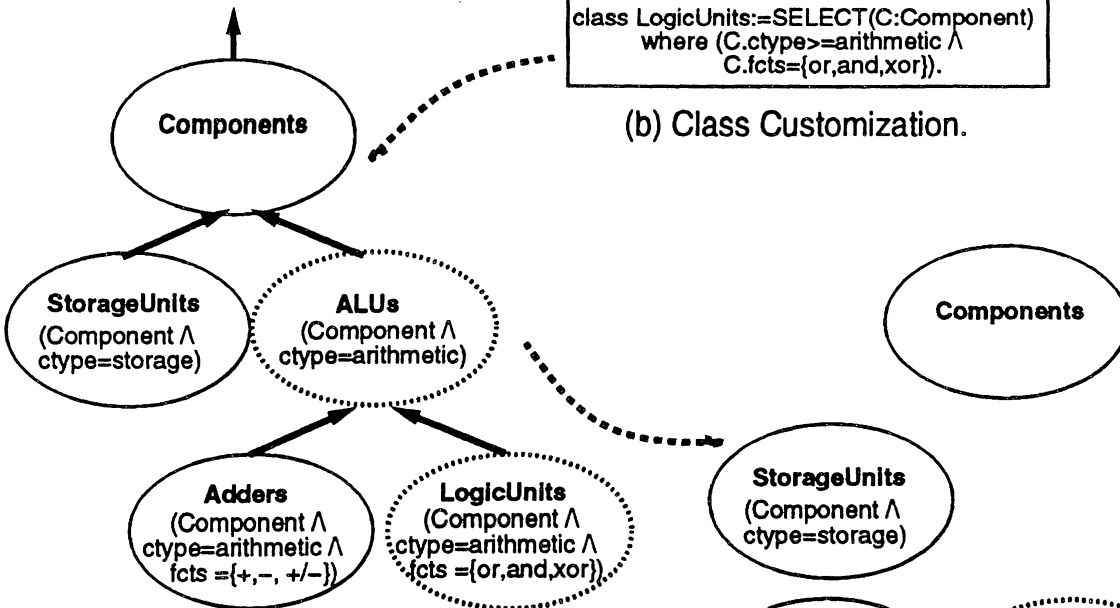 class LogicUnits:=SELECT(C:Component)
where (C.ctype>=arithmetic Λ
C.fcts={or,and,xor}).
(b) Class Customization.
Components
StorageUnits
(Component Λ
ctype=storage)
ALUs
(Component Λ
ctype=arithmetic)
Components
Adders
(Component Λ
ctype=arithmetic Λ
fcts ={+,−, +/−})
LogicUnits
(Component Λ
ctype=arithmetic Λ
fcts ={or,and,xor})
StorageUnits
(Component Λ
ctype=storage)